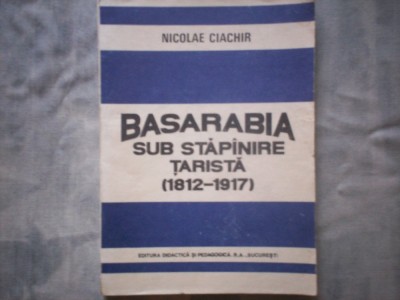 NICOLAE CIACHIR
BASARABIA
SUB STĂPÎNIRE
ȚARISTĂ
(1812-1917)
EDITURA DIDACTICĂ ȘI PEDAGOGICĂ, R.A., BUCUREȘTI